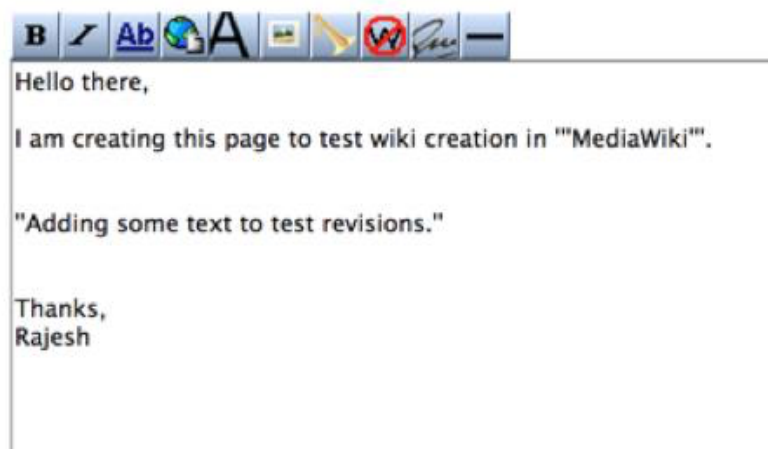 B I Ab A W
Hello there,
I am creating this page to test wiki creation in '''MediaWiki'''.
''Adding some text to test revisions.''
Thanks,
Rajesh